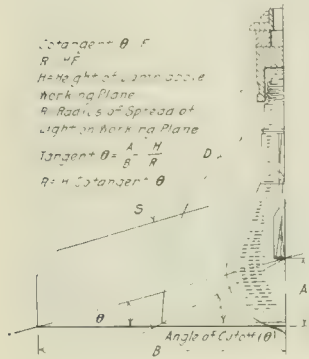 Cotangent θ = F
R = HF
H = Height of Lamp above
Working Plane
R = Radius of Spread of
Light on Working Plane
Tangent θ = A/B = H/R
D
R = H Cotangent θ
S
A
θ
Angle of Cutoff (θ)
B